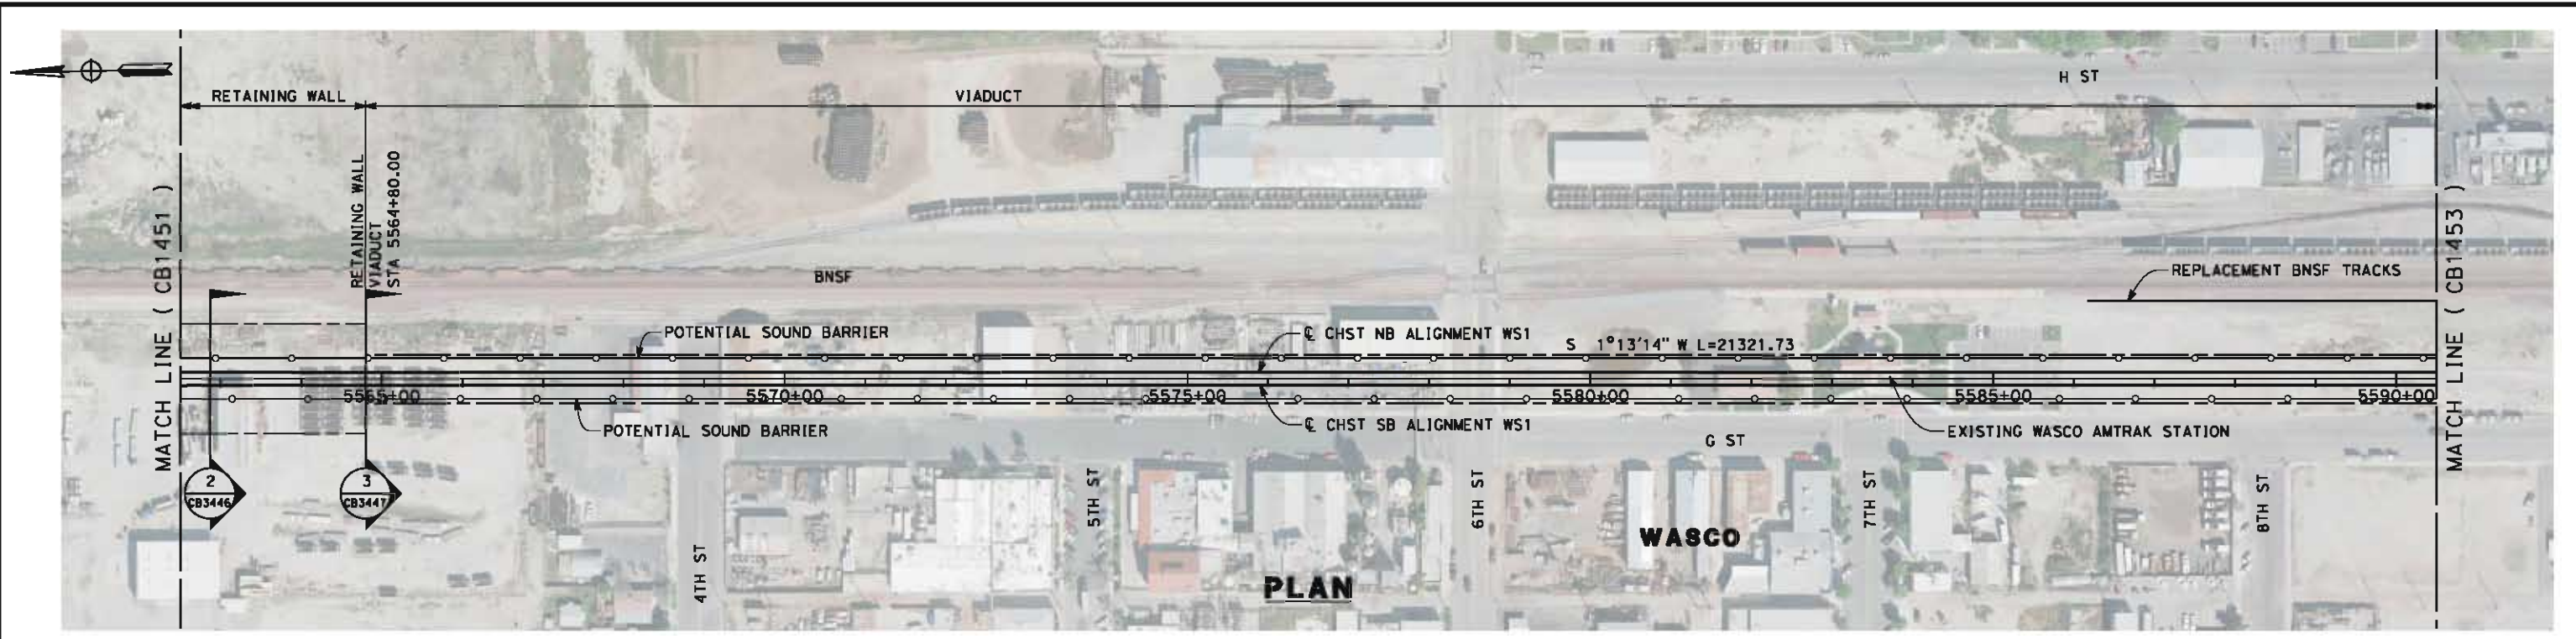 H ST
RETAINING WALL
VIADUCT
RETAINING WALL
VIADUCT
STA 5564+80.00
MATCH LINE ( CB1451 )
MATCH LINE ( CB1453 )
BNSF
REPLACEMENT BNSF TRACKS
POTENTIAL SOUND BARRIER
℄ CHST NB ALIGNMENT WS1
S 1°13'14" W L=21321.73
5565+00
5570+00
5575+00
5580+00
5585+00
5590+00
POTENTIAL SOUND BARRIER
℄ CHST SB ALIGNMENT WS1
G ST
EXISTING WASCO AMTRAK STATION
2
CB3446
3
CB3447
4TH ST
5TH ST
6TH ST
7TH ST
8TH ST
WASCO
PLAN